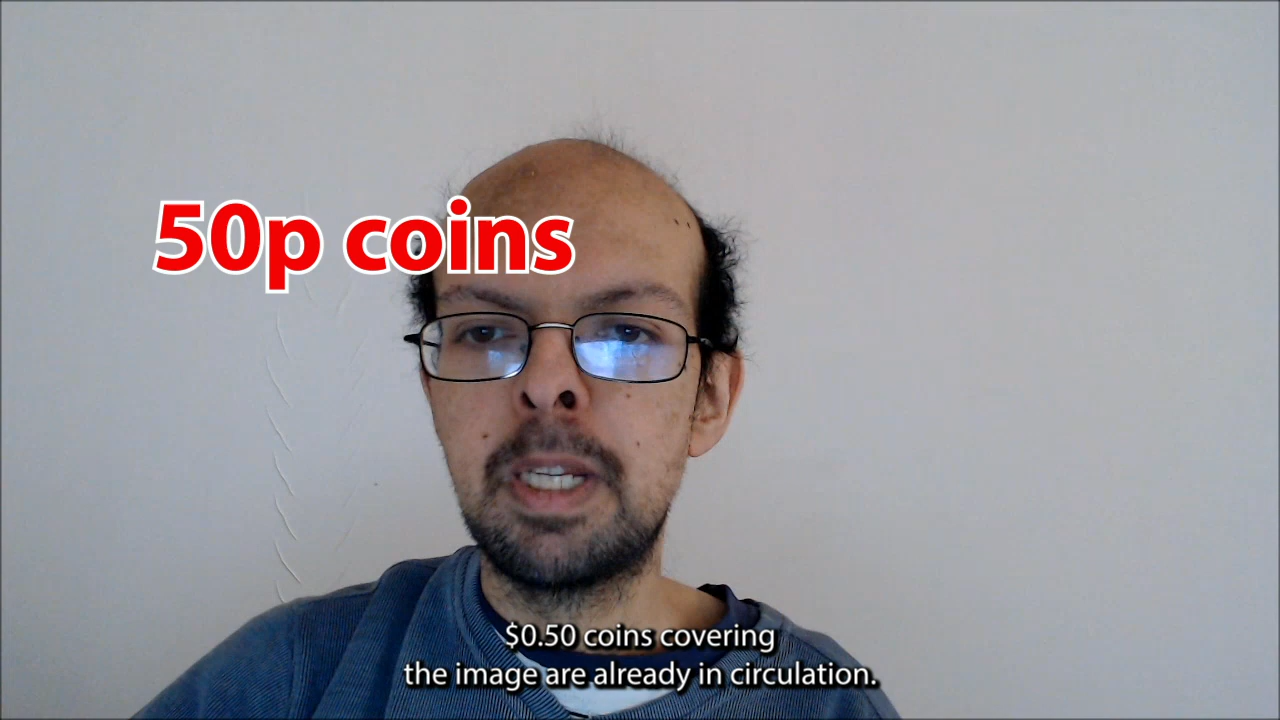 50p coins
$0.50 coins covering
the image are already in circulation.